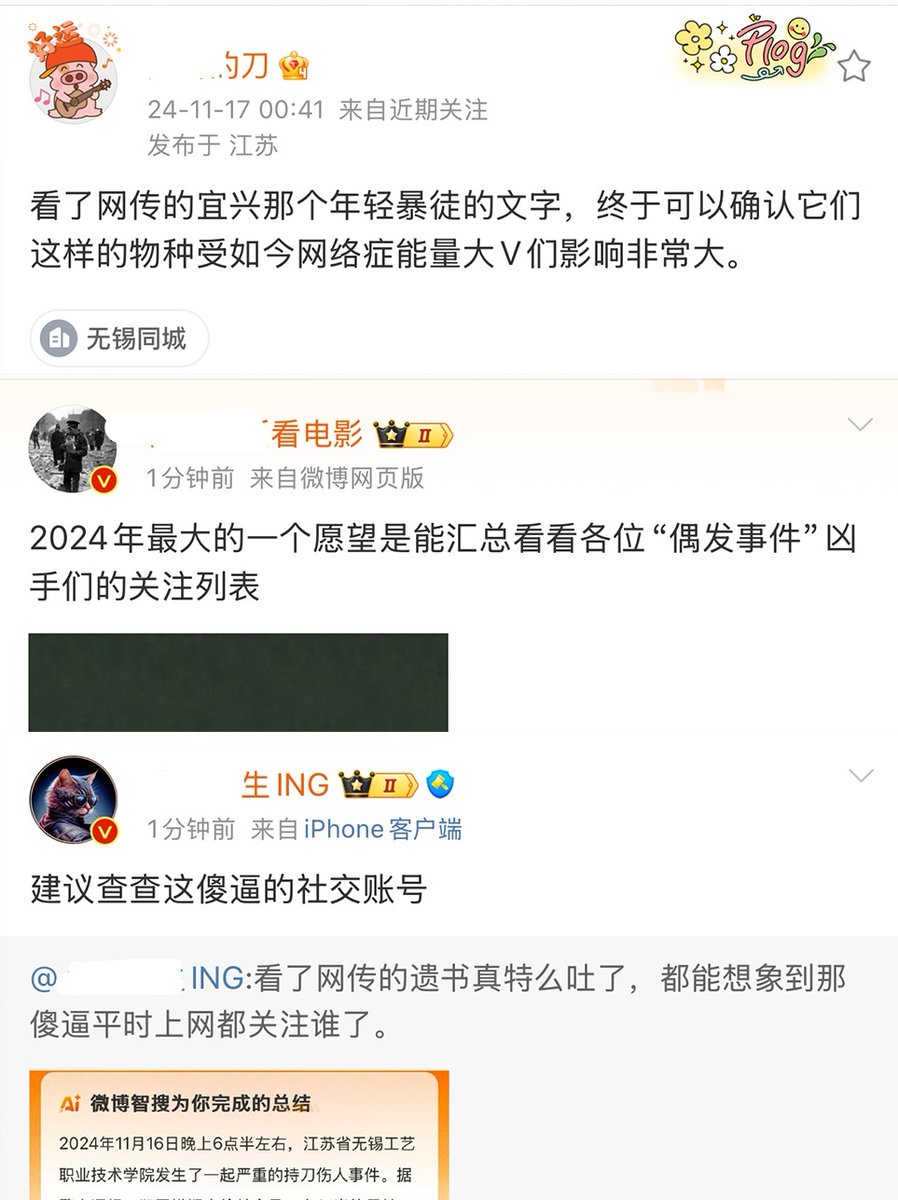 好运
的刀
Plog
24-11-17 00:41 来自近期关注
发布于 江苏
看了网传的宜兴那个年轻暴徒的文字，终于可以确认它们
这样的物种受如今网络症能量大V们影响非常大。
无锡同城
看电影 II
1分钟前 来自微博网页版
2024年最大的一个愿望是能汇总看看各位“偶发事件”凶
手们的关注列表
生ING II
1分钟前 来自iPhone客户端
建议查查这傻逼的社交账号
@ ING:看了网传的遗书真特么吐了，都能想象到那
傻逼平时上网都关注谁了。
Ai 微博智搜为你完成的总结
2024年11月16日晚上6点半左右，江苏省无锡工艺
职业技术学院发生了一起严重的持刀伤人事件。据